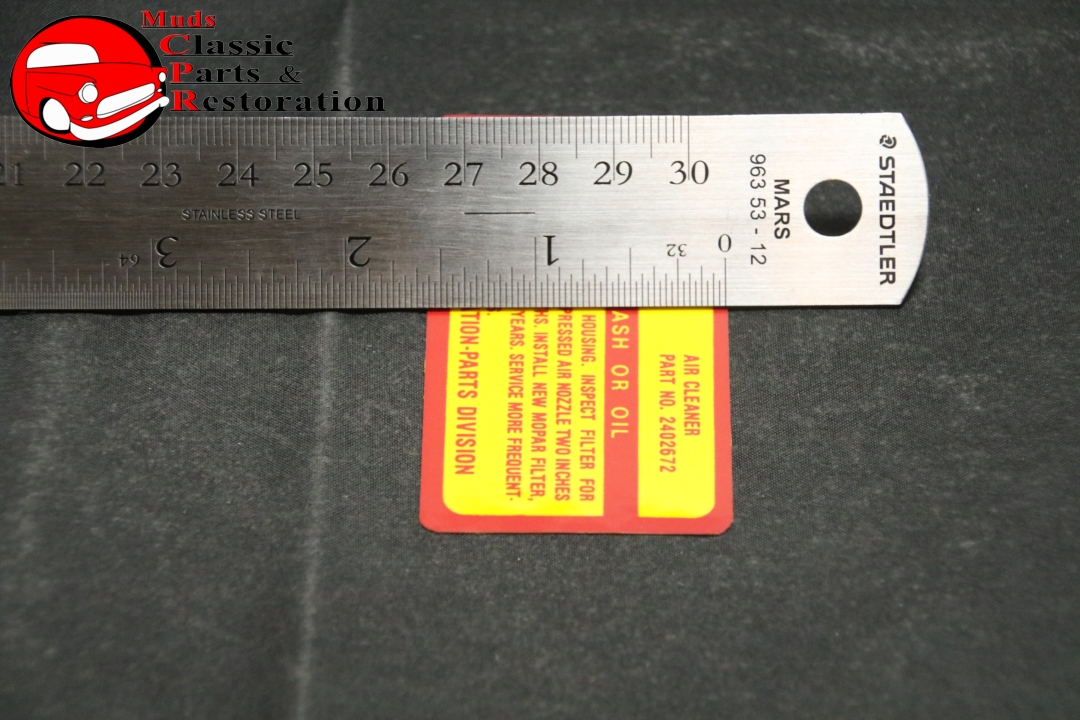 Muds
Classic
Parts &
Restoration
21 22 23 24 25 26 27 28 29 30
STAINLESS STEEL
64 3 2 1 32 0
MARS
963 53 - 12
STAEDTLER
AIR CLEANER
PART NO. 2402672
ASH OR OIL
HOUSING. INSPECT FILTER FOR
PRESSED AIR NOZZLE TWO INCHES
HS. INSTALL NEW MOPAR FILTER,
YEARS. SERVICE MORE FREQUENT-
S.
TION-PARTS DIVISION